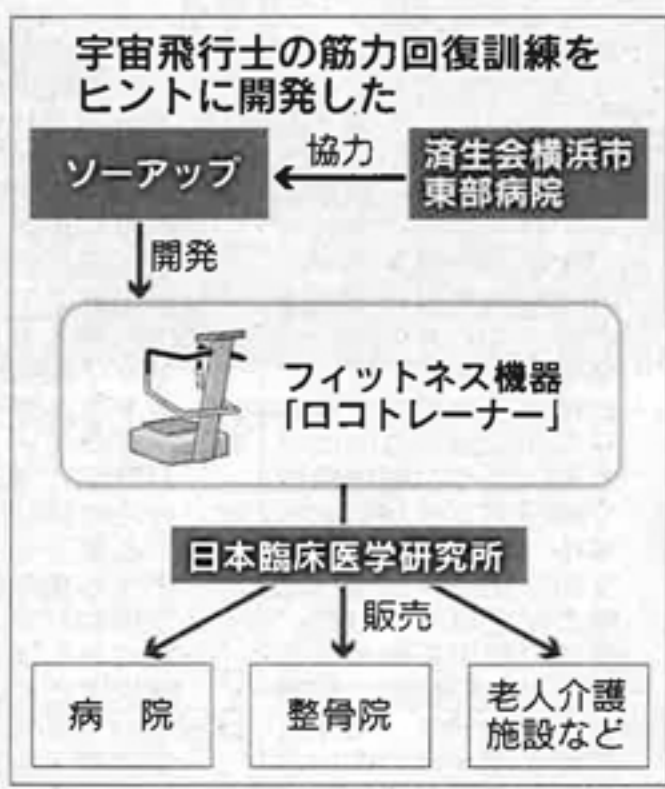 宇宙飛行士の筋力回復訓練を
ヒントに開発した
ソーアップ
協力
済生会横浜市
東部病院
開発
フィットネス機器
「ロコトレーナー」
日本臨床医学研究所
販売
病　院
整骨院
老人介護
施設など